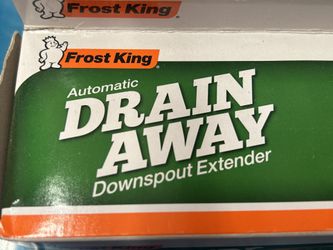 Frost King
Frost King
Automatic
DRAIN
AWAY
Downspout Extender